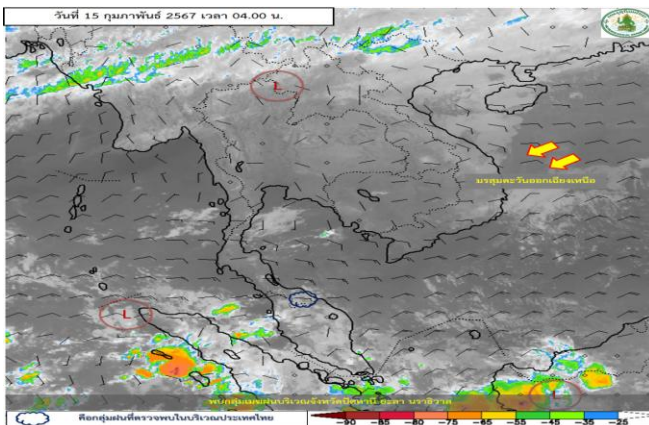 วันที่ 15 กุมภาพันธ์ 2567 เวลา 04.00 น.
L
มรสุมตะวันออกเฉียงเหนือ
L
L
พบกลุ่มเมฆฝนบริเวณจังหวัดปัตตานี ยะลา นราธิวาส
คือกลุ่มฝนที่ตรวจพบในบริเวณประเทศไทย
-90 -85 -80 -75 -65 -55 -45 -35 -25